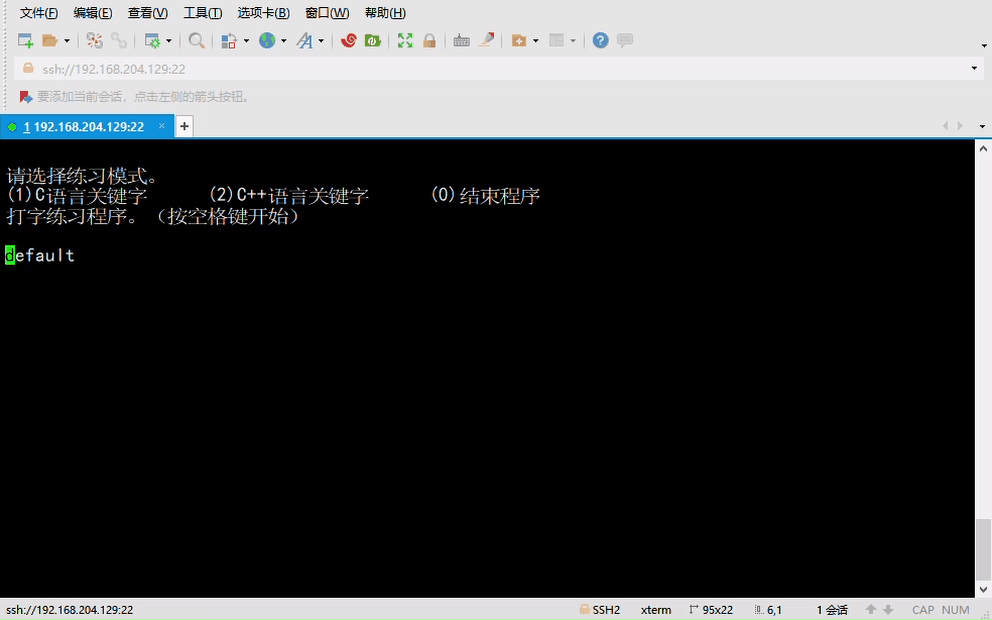 文件(F) 编辑(E) 查看(V) 工具(T) 选项卡(B) 窗口(W) 帮助(H)
ssh://192.168.204.129:22
要添加当前会话，点击左侧的箭头按钮。
1 192.168.204.129:22 × +
请选择练习模式。
(1)C语言关键字 (2)C++语言关键字 (0)结束程序
打字练习程序。（按空格键开始）
default
ssh://192.168.204.129:22 SSH2 xterm 95x22 6,1 1 会话 CAP NUM